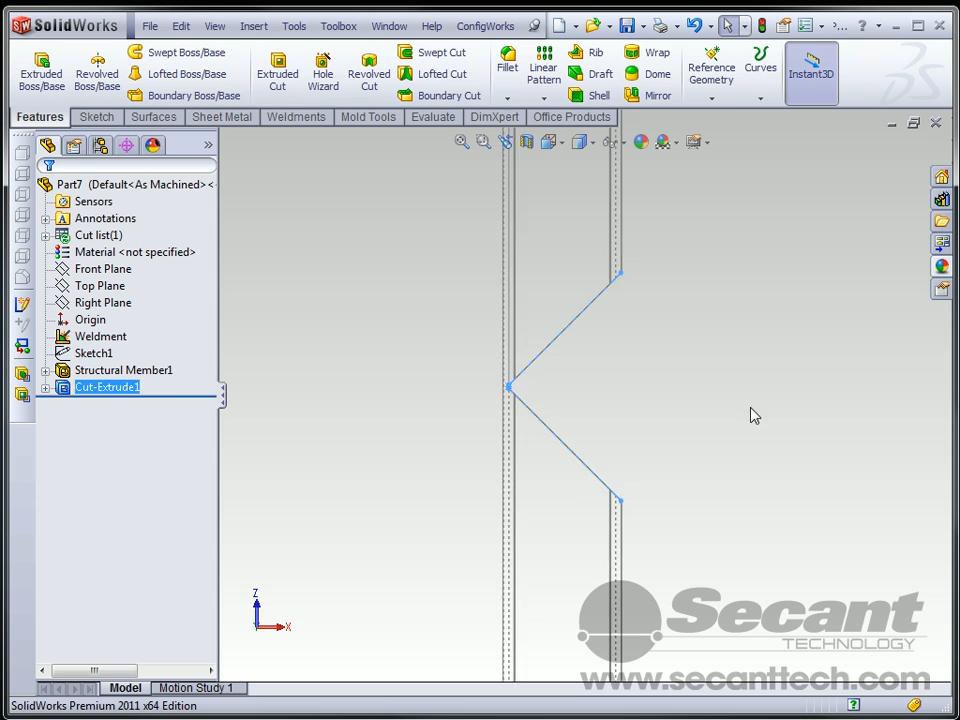 SolidWorks File Edit View Insert Tools Toolbox Window Help ConfigWorks
Extruded Boss/Base
Revolved Boss/Base
Swept Boss/Base
Lofted Boss/Base
Boundary Boss/Base
Extruded Cut
Hole Wizard
Revolved Cut
Swept Cut
Lofted Cut
Boundary Cut
Fillet
Linear Pattern
Rib
Draft
Shell
Wrap
Dome
Mirror
Reference Geometry
Curves
Instant3D
Features Sketch Surfaces Sheet Metal Weldments Mold Tools Evaluate DimXpert Office Products
Part7 (Default<As Machined><
Sensors
Annotations
Cut list(1)
Material <not specified>
Front Plane
Top Plane
Right Plane
Origin
Weldment
Sketch1
Structural Member1
Cut-Extrude1
Z
X
Secant
TECHNOLOGY
www.secanttech.com
Model Motion Study 1
SolidWorks Premium 2011 x64 Edition